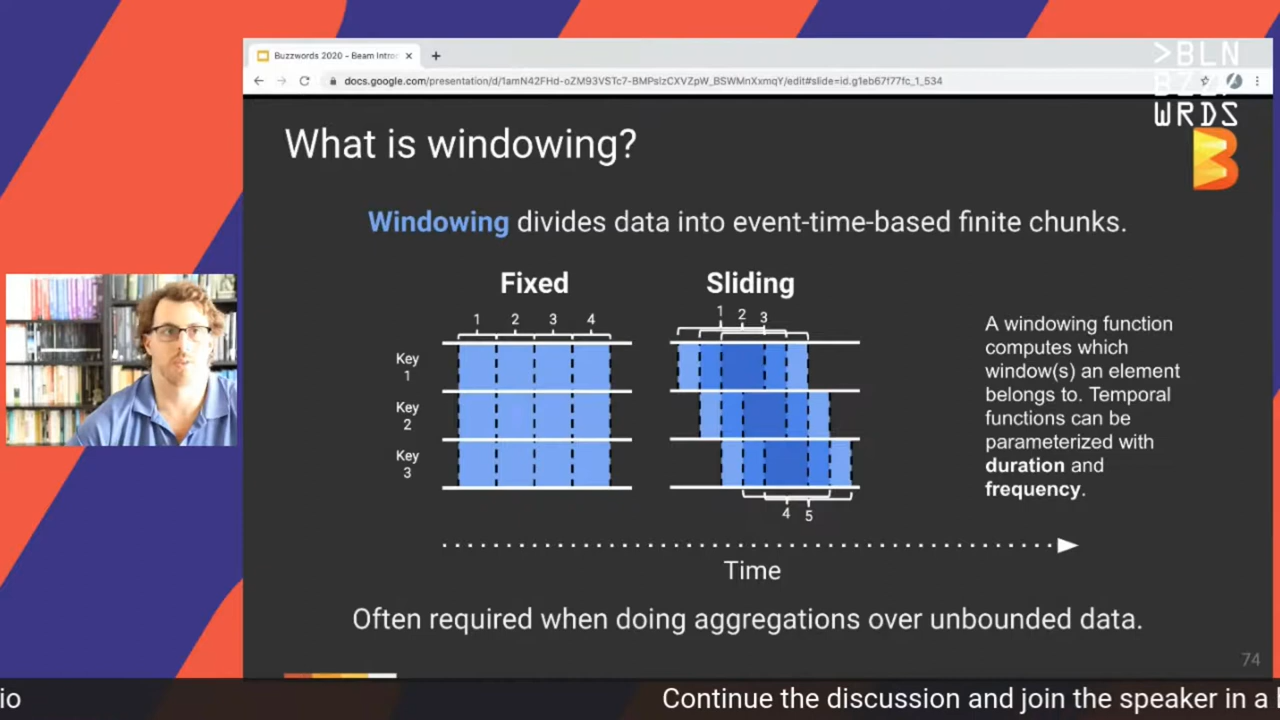 Buzzwords 2020 - Beam Intro
docs.google.com/presentation/d/1amN42FHd-oZM93VSTc7-BMPslzCXVZpW_BSWMnXxmqY/edit#slide=id.g1eb67f77fc_1_534
>BLN
WRDS
What is windowing?
Windowing divides data into event-time-based finite chunks.
Fixed
Sliding
1 2 3 4
1 2 3
Key
1
Key
2
Key
3
4 5
A windowing function
computes which
window(s) an element
belongs to. Temporal
functions can be
parameterized with
duration and
frequency.
Time
Often required when doing aggregations over unbounded data.
74
io
Continue the discussion and join the speaker in a